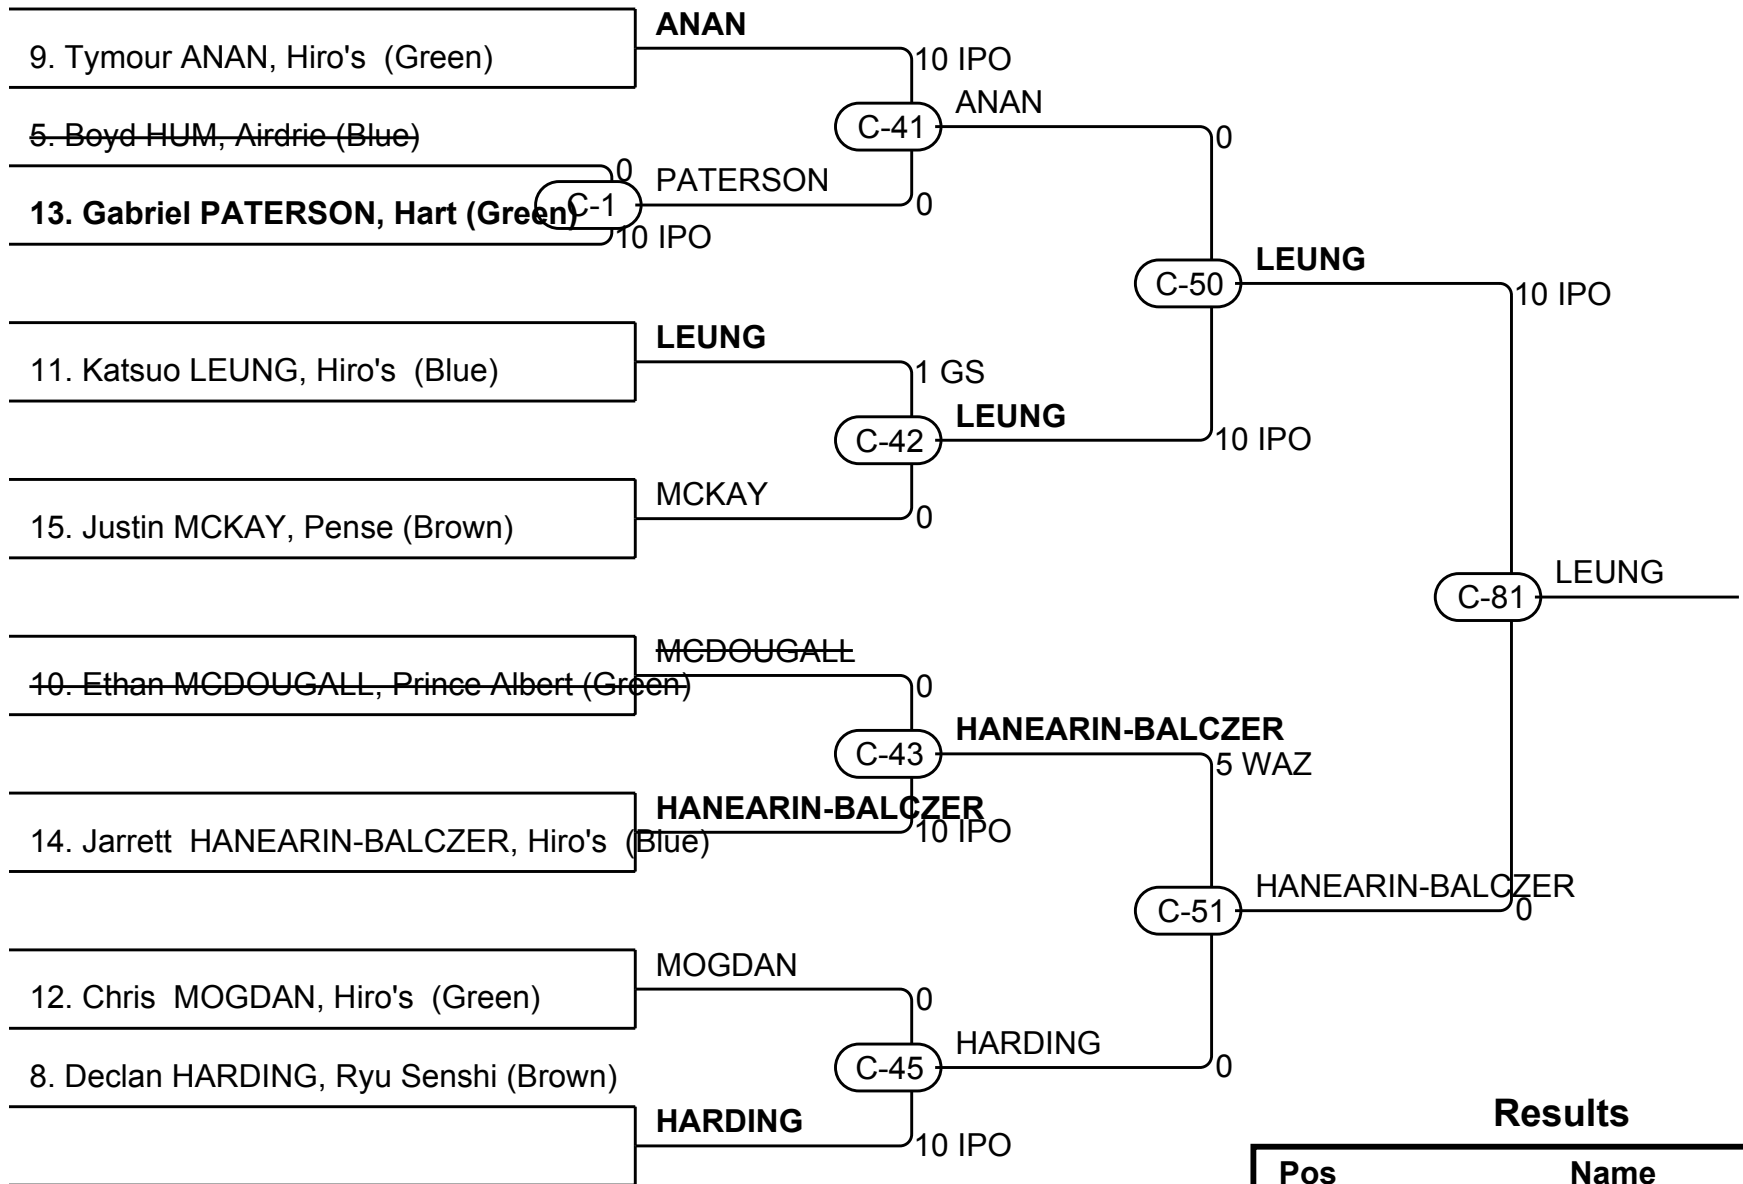 ANAN
9. Tymour ANAN, Hiro's  (Green)
10 IPO
ANAN
C-41
5. Boyd HUM, Airdrie (Blue)
0
0
PATERSON
13. Gabriel PATERSON, Hart (Green)
C-1
0
10 IPO
LEUNG
C-50
10 IPO
LEUNG
11. Katsuo LEUNG, Hiro's  (Blue)
1 GS
LEUNG
C-42
10 IPO
MCKAY
15. Justin MCKAY, Pense (Brown)
0
LEUNG
C-81
MCDOUGALL
10. Ethan MCDOUGALL, Prince Albert (Green)
0
HANEARIN-BALCZER
C-43
5 WAZ
HANEARIN-BALCZER
14. Jarrett  HANEARIN-BALCZER, Hiro's  (Blue)
10 IPO
HANEARIN-BALCZER
C-51
0
MOGDAN
12. Chris  MOGDAN, Hiro's  (Green)
0
HARDING
C-45
0
8. Declan HARDING, Ryu Senshi (Brown)
HARDING
10 IPO
Results
Pos Name